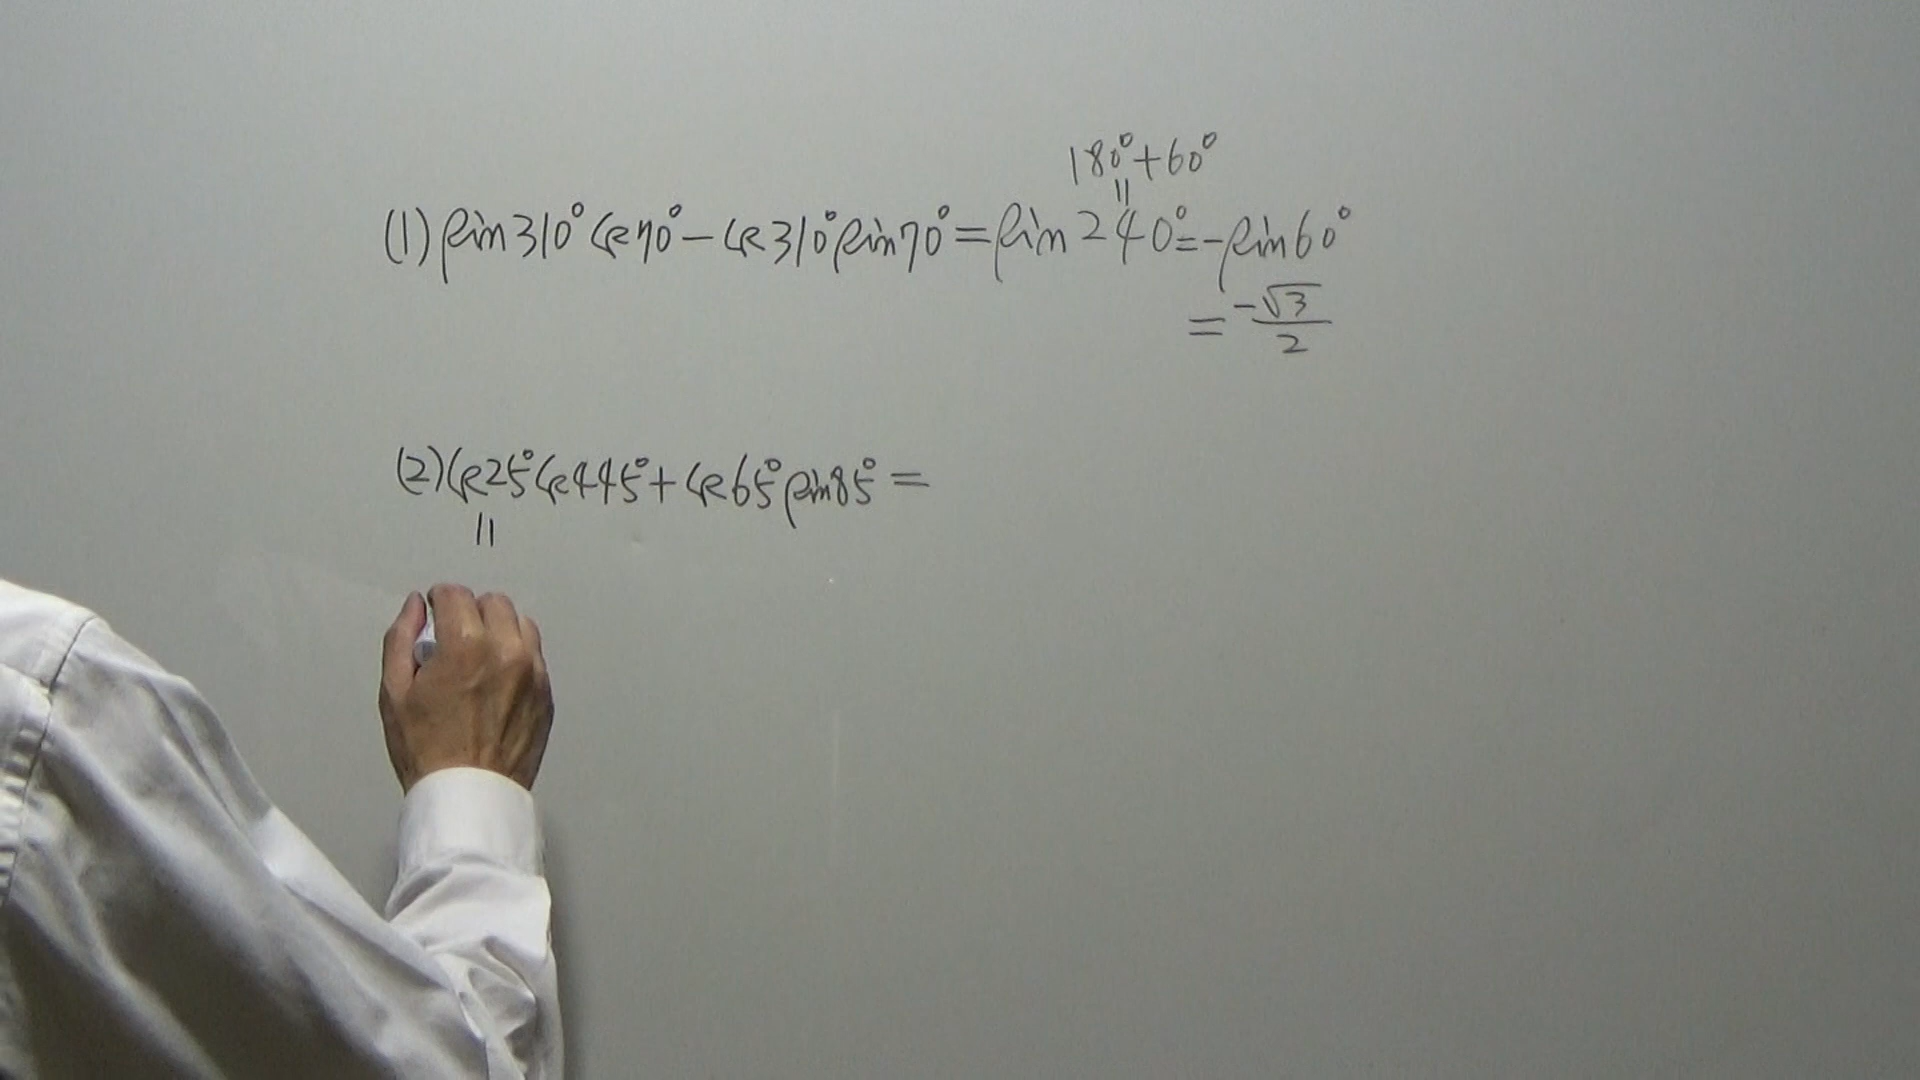 180°+60°
||
(1) sin310°cos70°-cos310°sin70°=sin240°=-sin60°
= -√3/2
(2) cos25°cos445°+cos65°sin85°=
||